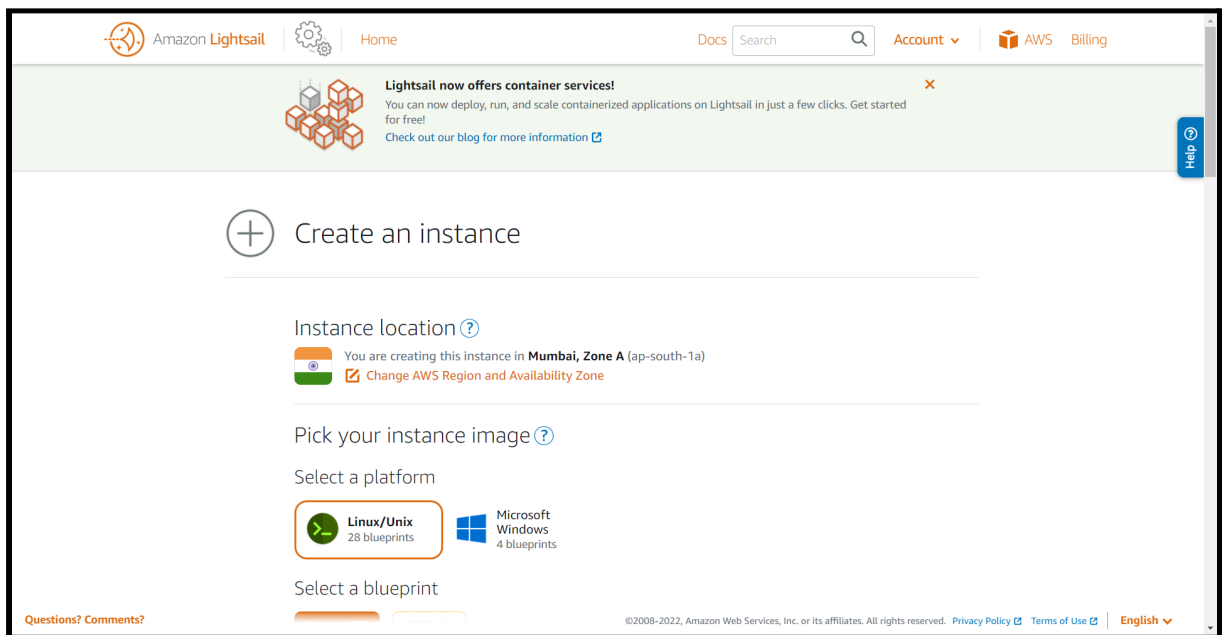 Amazon Lightsail
Home
Docs
Search
Account
AWS
Billing
Lightsail now offers container services!
You can now deploy, run, and scale containerized applications on Lightsail in just a few clicks. Get started
for free!
Check out our blog for more information
Help
Create an instance
Instance location
You are creating this instance in Mumbai, Zone A (ap-south-1a)
Change AWS Region and Availability Zone
Pick your instance image
Select a platform
Linux/Unix
28 blueprints
Microsoft
Windows
4 blueprints
Select a blueprint
Questions? Comments?
©2008-2022, Amazon Web Services, Inc. or its affiliates. All rights reserved. Privacy Policy Terms of Use English